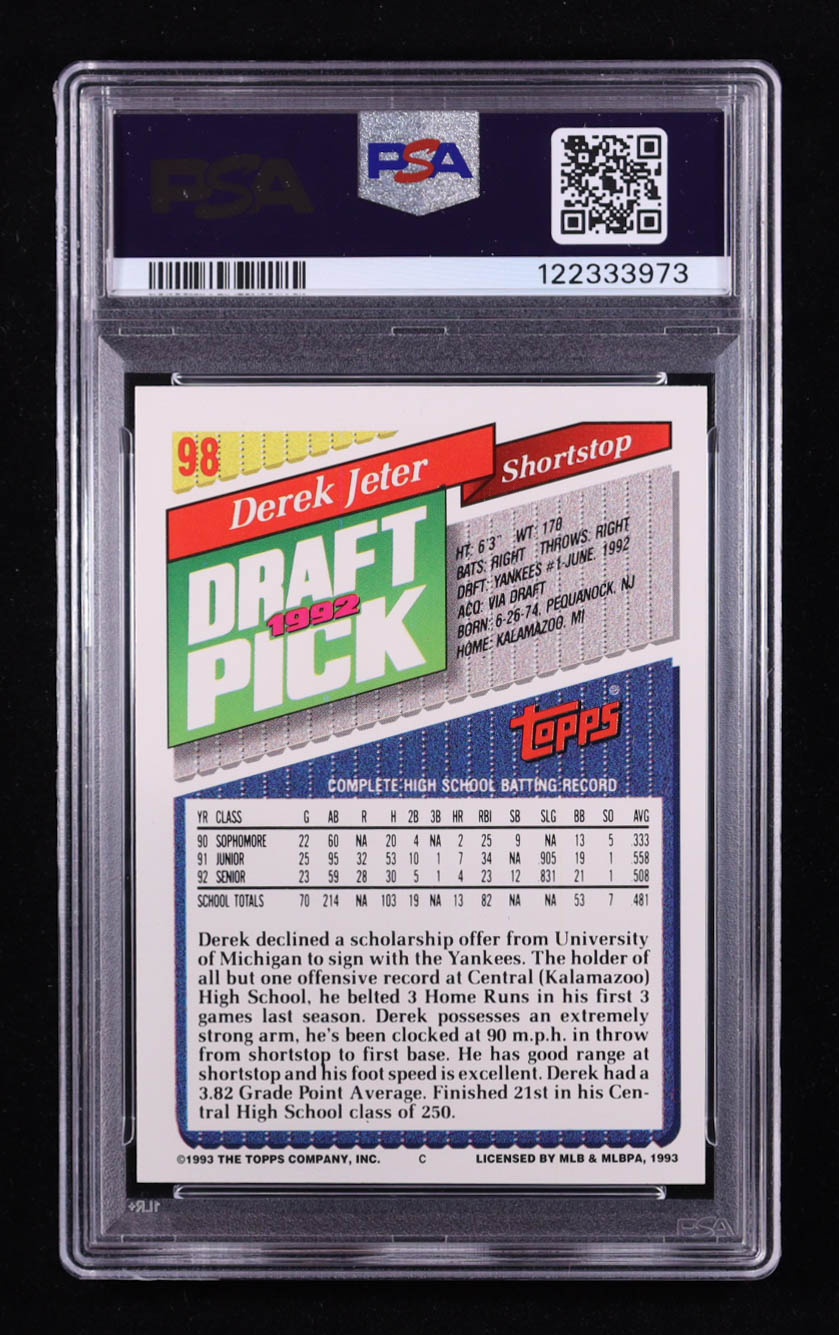 PSA
PSA
122333973
98
Derek Jeter
Shortstop
DRAFT
1992
PICK
HT: 6'3" WT: 178
BATS: RIGHT THROWS: RIGHT
DRFT: YANKEES #1-JUNE, 1992
ACQ: VIA DRAFT
BORN: 6-26-74, PEQUANOCK, NJ
HOME: KALAMAZOO, MI
topps®
COMPLETE HIGH SCHOOL BATTING RECORD
YR CLASS G AB R H 2B 3B HR RBI SB SLG BB SO AVG
90 SOPHOMORE 22 60 NA 20 4 NA 2 25 9 NA 13 5 .333
91 JUNIOR 25 95 32 53 10 1 7 34 NA .905 19 1 .558
92 SENIOR 23 59 28 30 5 1 4 23 12 .831 21 1 .508
SCHOOL TOTALS 70 214 NA 103 19 NA 13 82 NA NA 53 7 .481
Derek declined a scholarship offer from University
of Michigan to sign with the Yankees. The holder of
all but one offensive record at Central (Kalamazoo)
High School, he belted 3 Home Runs in his first 3
games last season. Derek possesses an extremely
strong arm, he's been clocked at 90 m.p.h. in throw
from shortstop to first base. He has good range at
shortstop and his foot speed is excellent. Derek had a
3.82 Grade Point Average. Finished 21st in his Cen-
tral High School class of 250.
©1993 THE TOPPS COMPANY, INC. C LICENSED BY MLB & MLBPA, 1993
1LR+
PSA